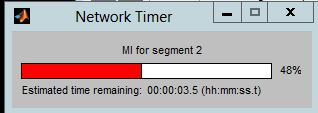 Network Timer
MI for segment 2
48%
Estimated time remaining: 00:00:03.5 (hh:mm:ss.t)